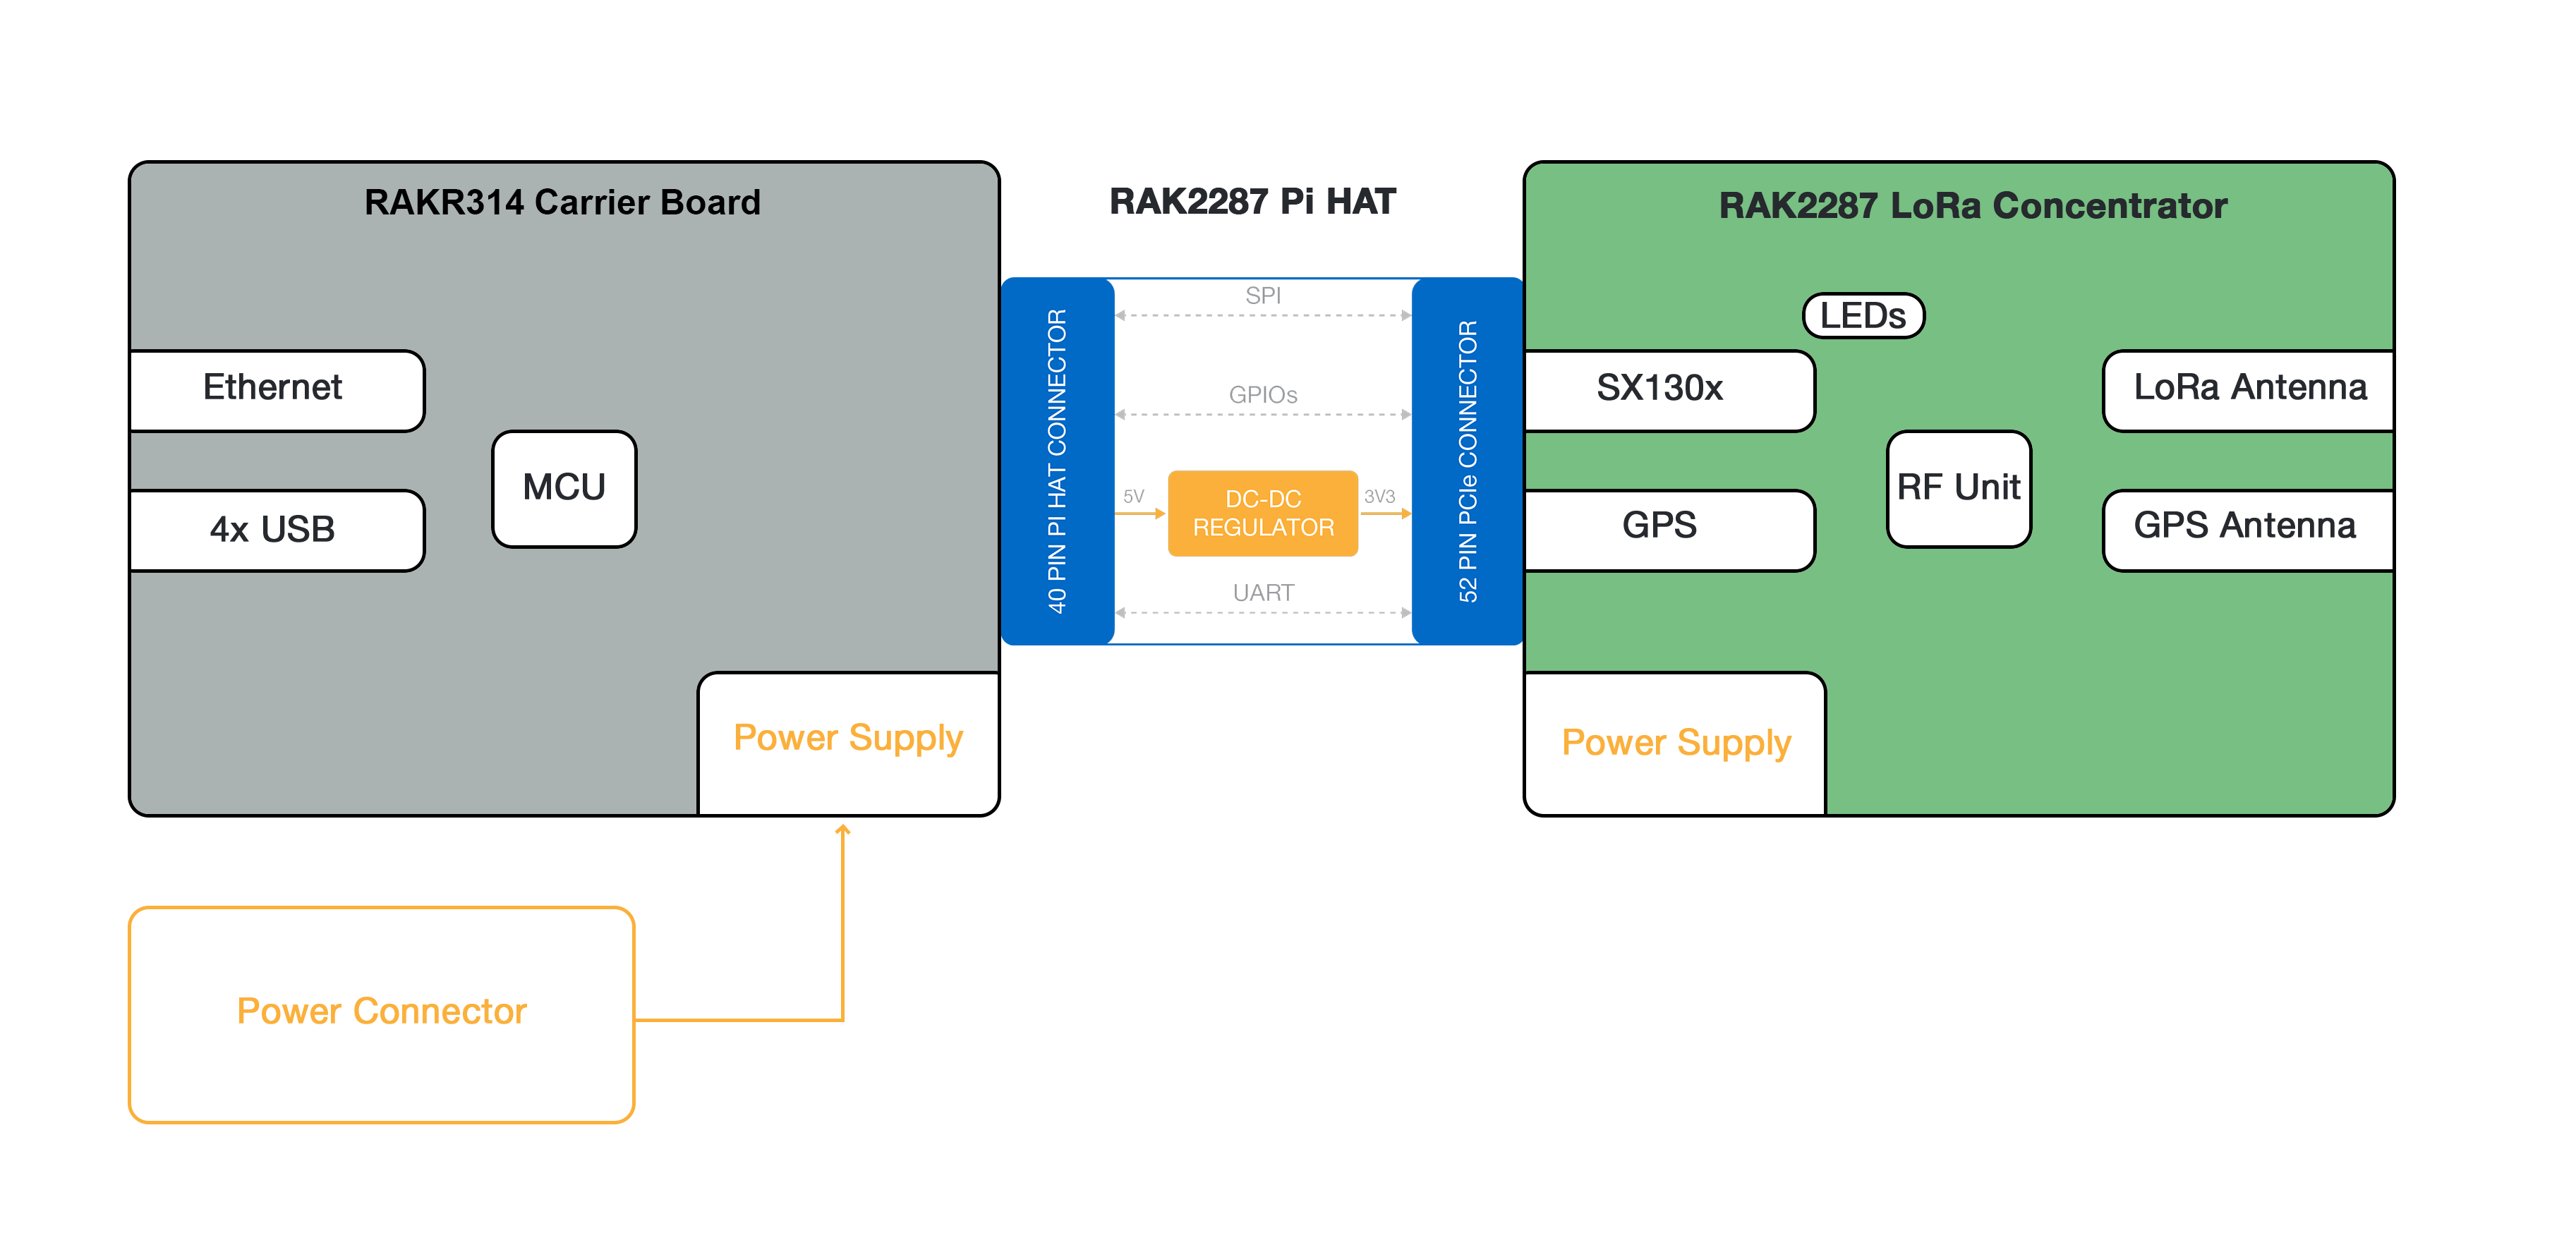 RAKR314 Carrier Board
Ethernet
4x USB
MCU
Power Supply
Power Connector
RAK2287 Pi HAT
40 PIN PI HAT CONNECTOR
SPI
GPIOs
5V
DC-DC
REGULATOR
3V3
UART
52 PIN PCIe CONNECTOR
RAK2287 LoRa Concentrator
LEDs
SX130x
LoRa Antenna
RF Unit
GPS
GPS Antenna
Power Supply